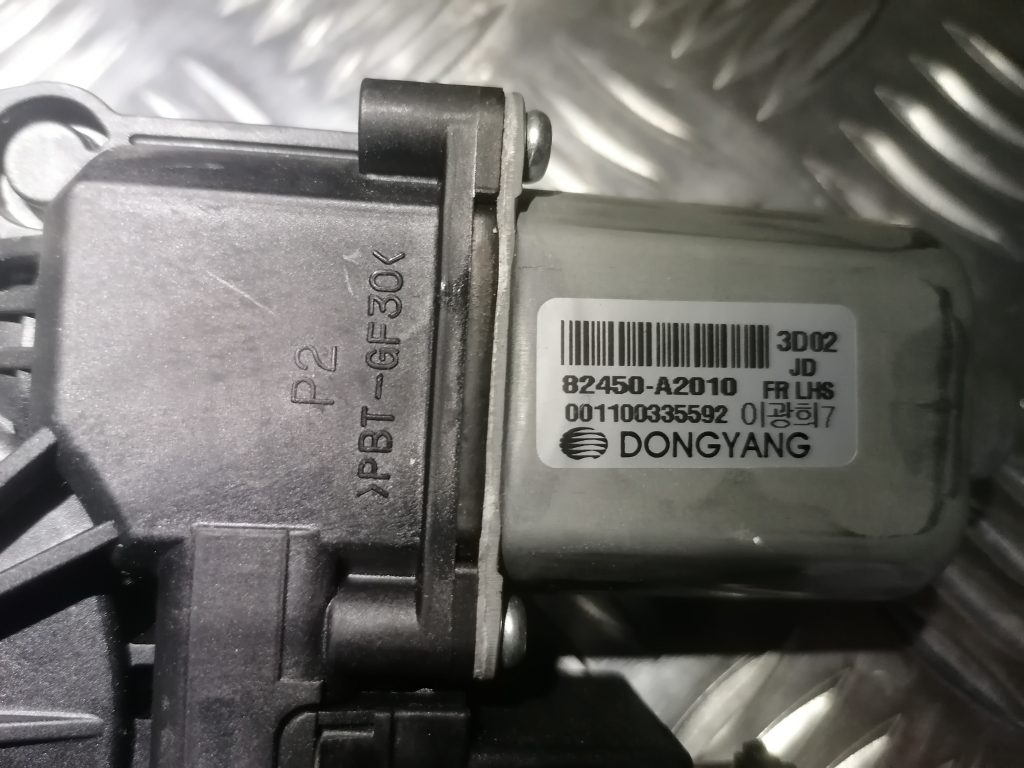 P2
>PBT-GF30<
3D02
JD
82450-A2010 FR LHS
001100335592 이광희7
DONGYANG